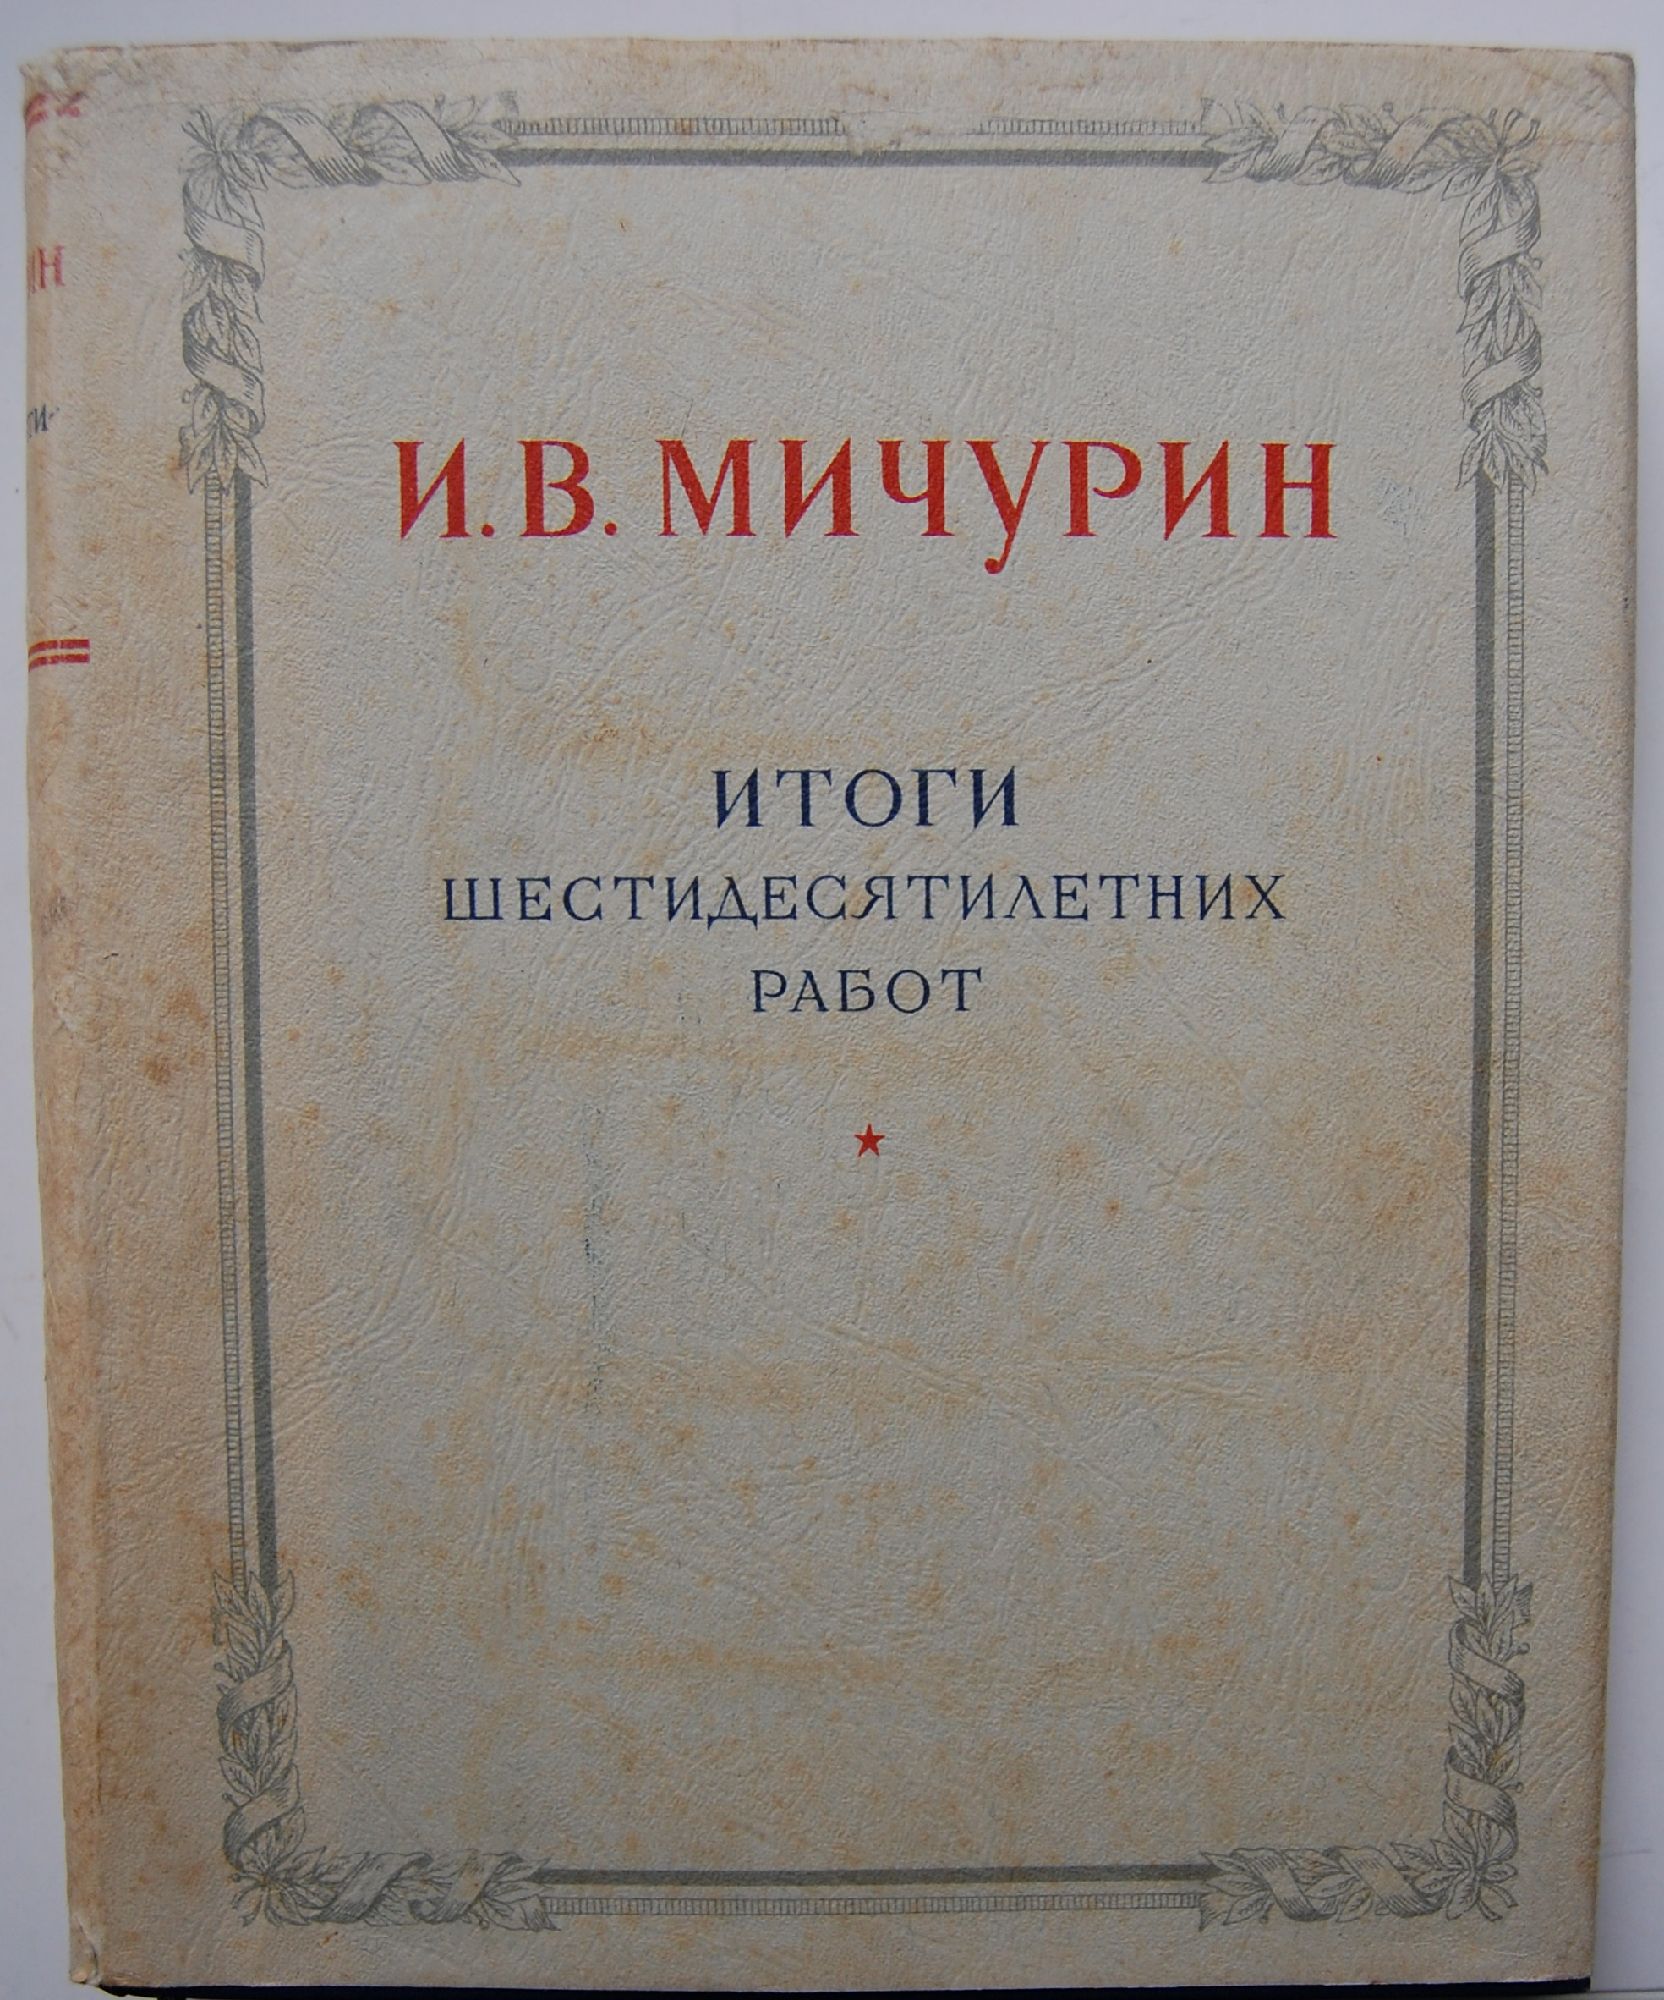 И. В. МИЧУРИН
ИТОГИ
ШЕСТИДЕСЯТИЛЕТНИХ
РАБОТ